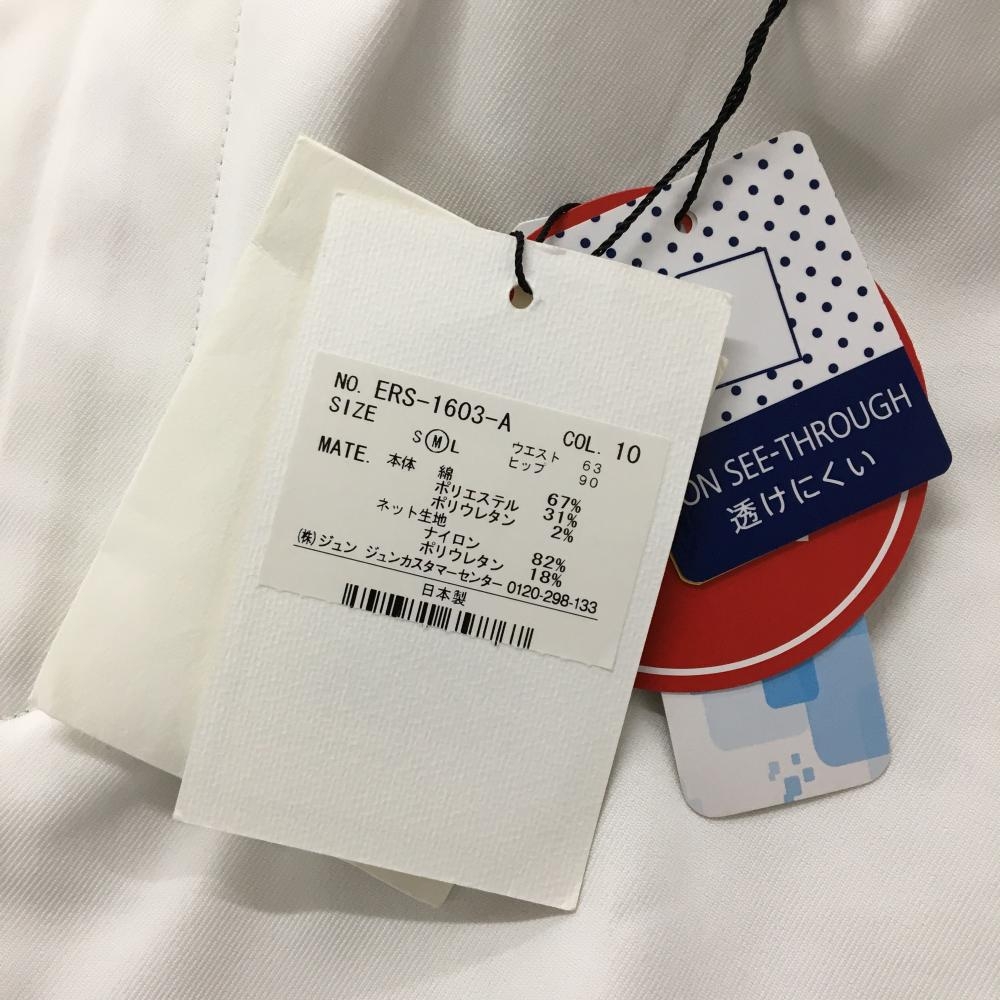 NO. ERS-1603-A COL. 10
SIZE S M L ウエスト 63
ヒップ 90
MATE. 本体 綿 67%
ポリエステル 31%
ポリウレタン 2%
ネット生地
ナイロン 82%
ポリウレタン 18%
(株)ジュン ジュンカスタマーセンター 0120-298-133
日本製
ON SEE-THROUGH
透けにくい